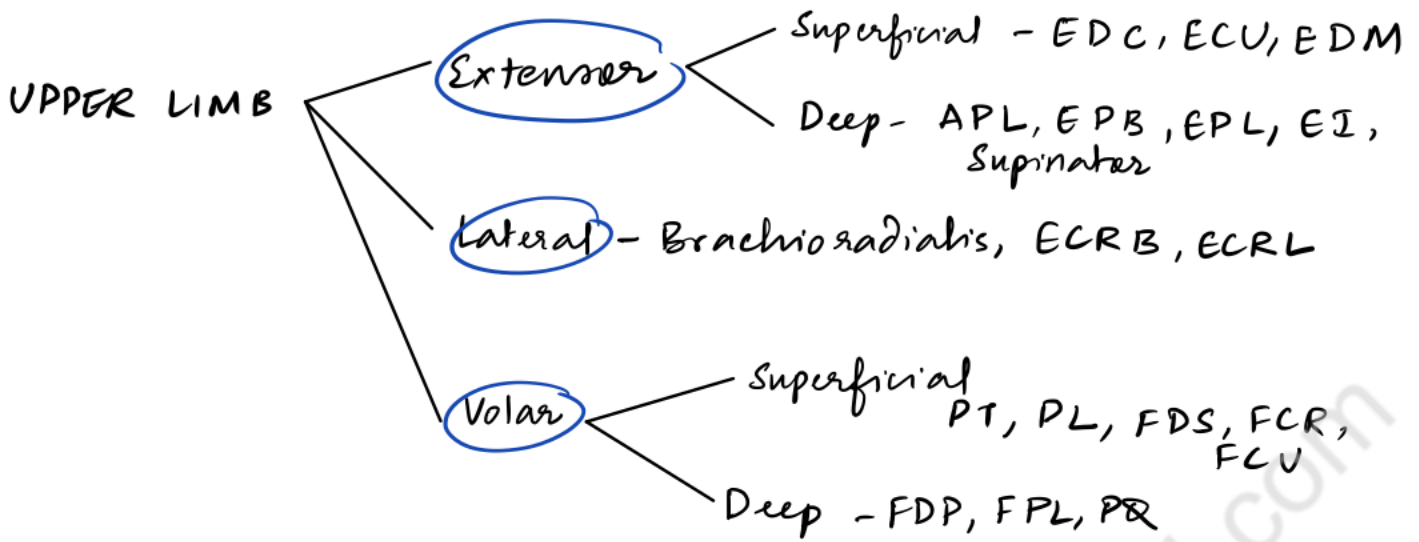 UPPER LIMB
Extensor
Superficial - EDC, ECU, EDM
Deep - APL, EPB, EPL, EI,
Supinator
Lateral - Brachioradialis, ECRB, ECRL
Volar
Superficial
PT, PL, FDS, FCR,
FCU
Deep - FDP, FPL, PQ
.com